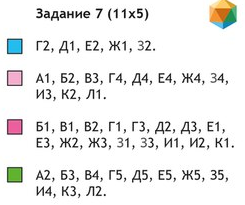 Задание 7 (11х5)
Г2, Д1, Е2, Ж1, З2.
А1, Б2, В3, Г4, Д4, Е4, Ж4, З4,
И3, К2, Л1.
Б1, В1, В2, Г1, Г3, Д2, Д3, Е1,
Е3, Ж2, Ж3, З1, З3, И1, И2, К1.
А2, Б3, В4, Г5, Д5, Е5, Ж5, З5,
И4, К3, Л2.